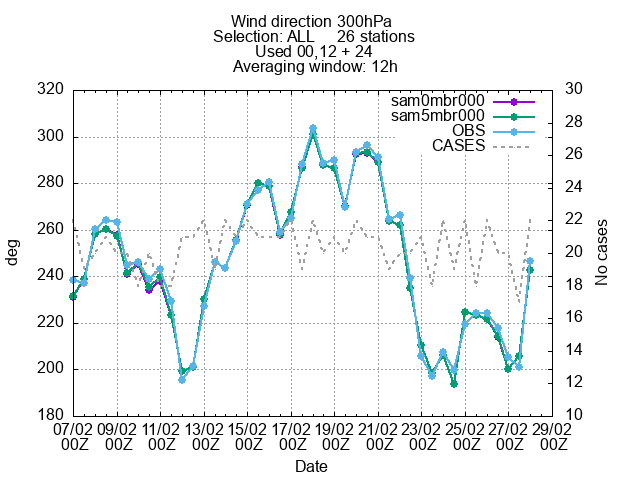 Wind direction 300hPa
Selection: ALL 26 stations
Used 00,12 + 24
Averaging window: 12h
sam0mbr000
sam5mbr000
OBS
CASES
320
300
280
260
240
220
200
180
deg
30
28
26
24
22
20
18
16
14
12
10
No cases
07/02 09/02 11/02 13/02 15/02 17/02 19/02 21/02 23/02 25/02 27/02 29/02
00Z 00Z 00Z 00Z 00Z 00Z 00Z 00Z 00Z 00Z 00Z 00Z
Date